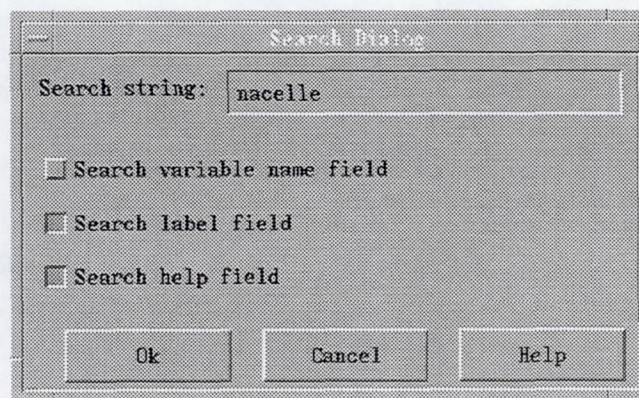 Search Dialog
Search string: nacelle
Search variable name field
Search label field
Search help field
Ok Cancel Help